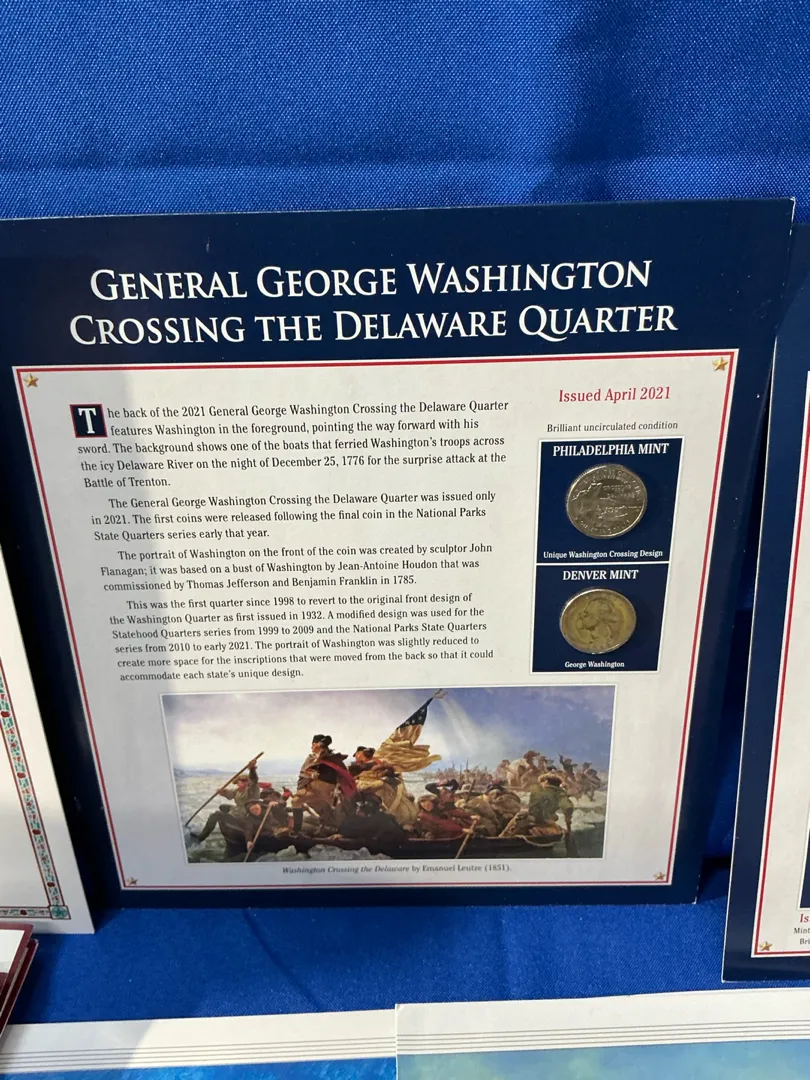 GENERAL GEORGE WASHINGTON
CROSSING THE DELAWARE QUARTER
The back of the 2021 General George Washington Crossing the Delaware Quarter
features Washington in the foreground, pointing the way forward with his
sword. The background shows one of the boats that ferried Washington's troops across
the icy Delaware River on the night of December 25, 1776 for the surprise attack at the
Battle of Trenton.
The General George Washington Crossing the Delaware Quarter was issued only
in 2021. The first coins were released following the final coin in the National Parks
State Quarters series early that year.
The portrait of Washington on the front of the coin was created by sculptor John
Flanagan; it was based on a bust of Washington by Jean-Antoine Houdon that was
commissioned by Thomas Jefferson and Benjamin Franklin in 1785.
This was the first quarter since 1998 to revert to the original front design of
the Washington Quarter as first issued in 1932. A modified design was used for the
Statehood Quarters series from 1999 to 2009 and the National Parks State Quarters
series from 2010 to early 2021. The portrait of Washington was slightly reduced to
create more space for the inscriptions that were moved from the back so that it could
accommodate each state's unique design.
Issued April 2021
Brilliant uncirculated condition
PHILADELPHIA MINT
Unique Washington Crossing Design
DENVER MINT
George Washington
Washington Crossing the Delaware by Emanuel Leutze (1851).
Is
Mint
Bri